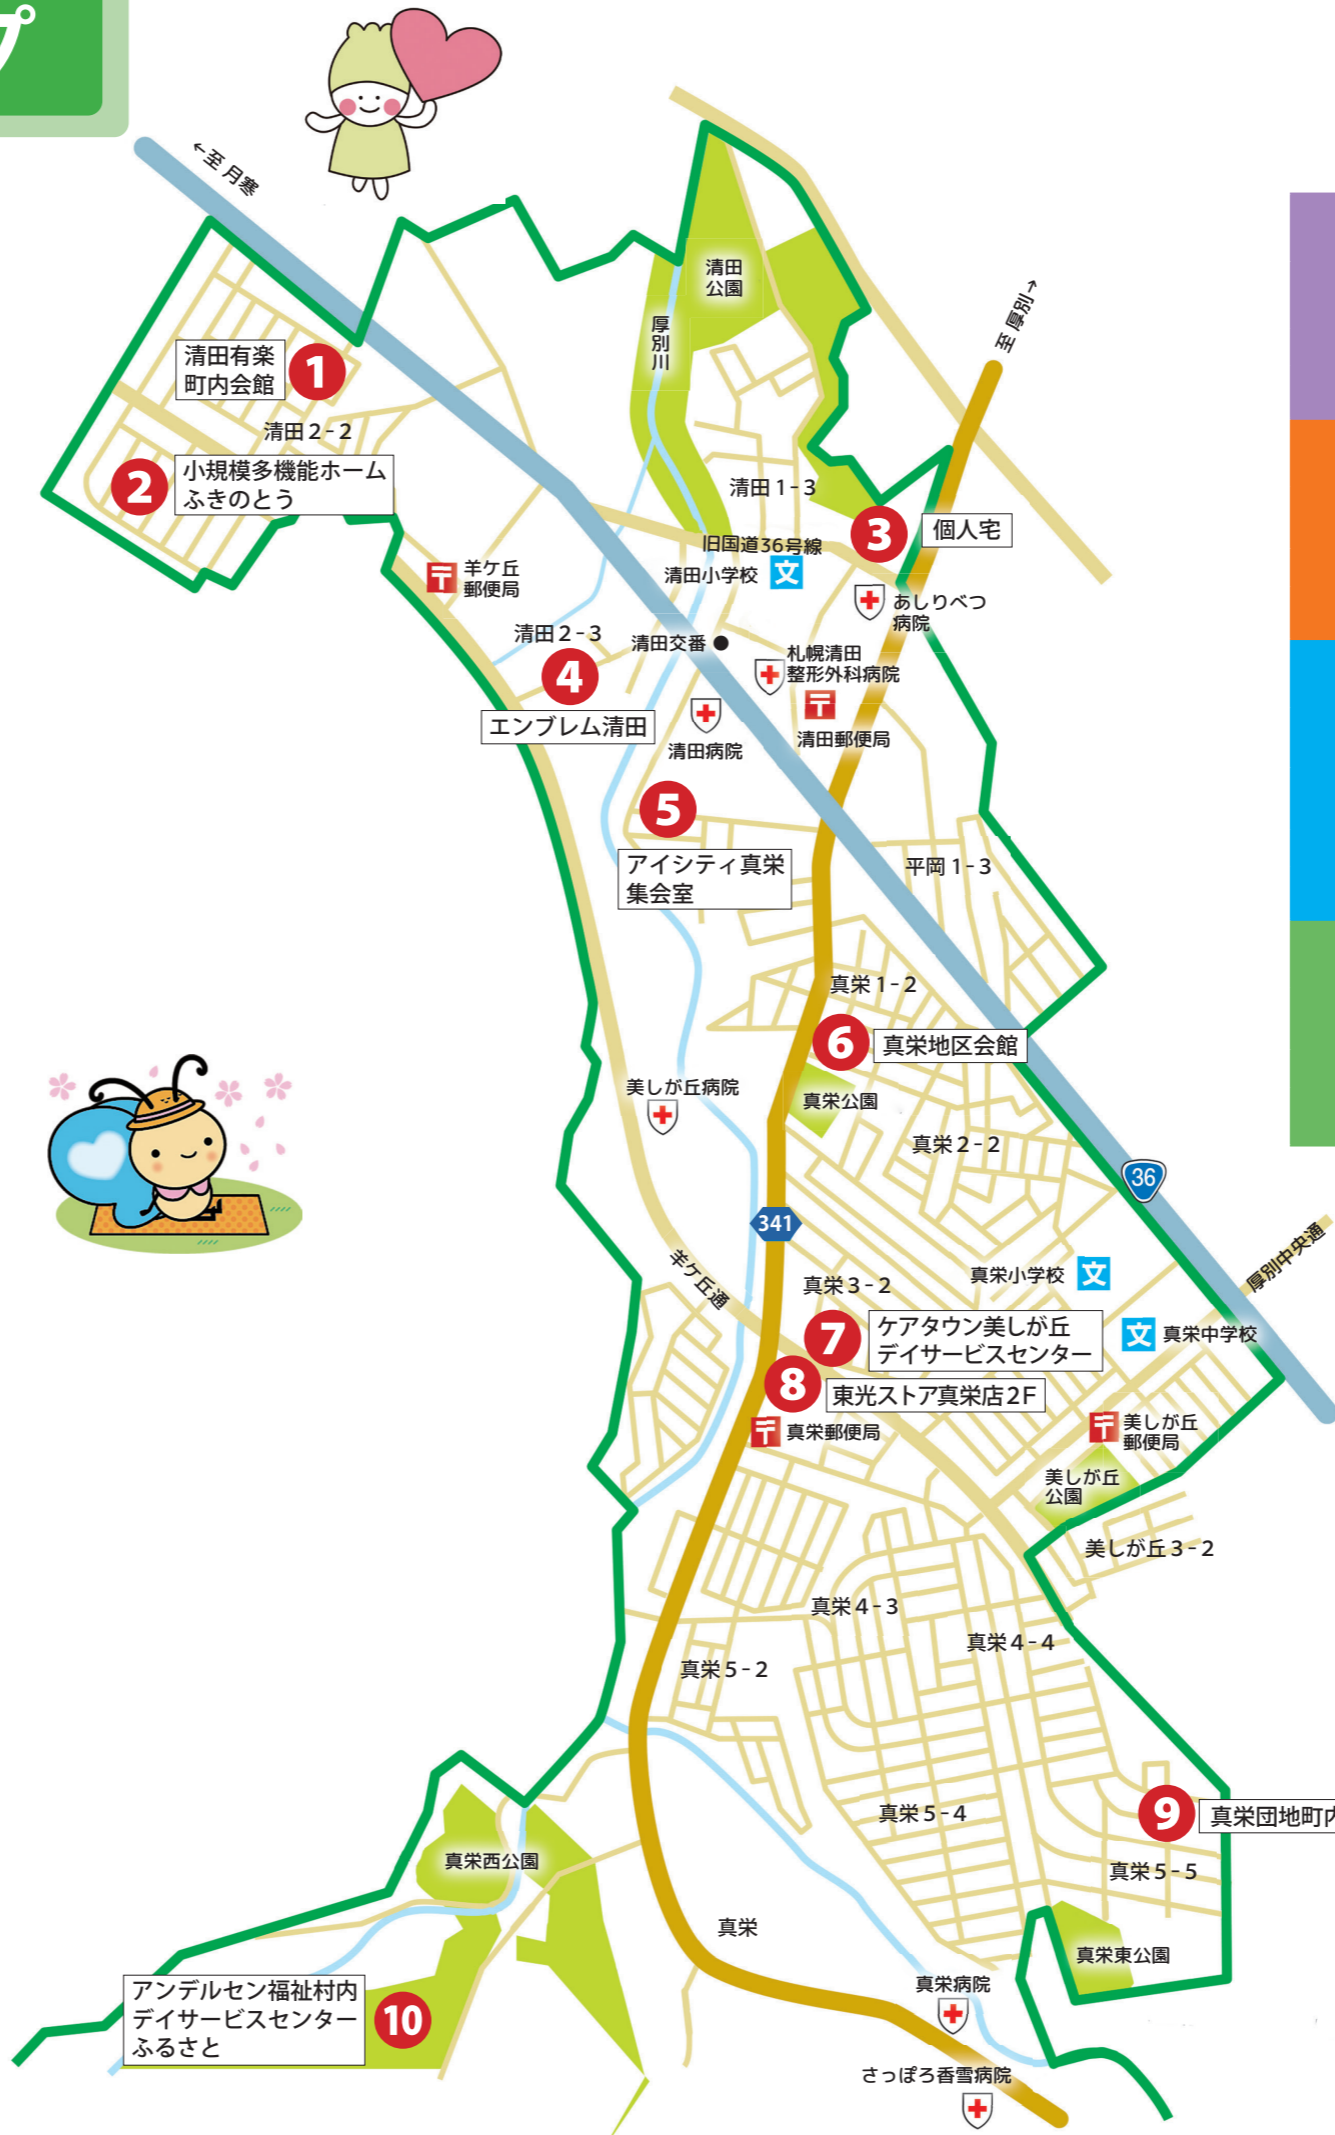 プ
←至 月寒
清田
公園
厚別川
至 厚別→
清田有楽
町内会館
1
清田2-2
2
小規模多機能ホーム
ふきのとう
清田1-3
旧国道36号線
3
個人宅
羊ケ丘
郵便局
清田小学校
文
あしりべつ
病院
清田2-3
清田交番
4
札幌清田
整形外科病院
エンブレム清田
清田病院
清田郵便局
5
アイシティ真栄
集会室
平岡1-3
真栄1-2
6
真栄地区会館
美しが丘病院
真栄公園
真栄2-2
36
341
羊ケ丘通
真栄3-2
真栄小学校
文
厚別中央通
7
ケアタウン美しが丘
デイサービスセンター
文
真栄中学校
8
東光ストア真栄店2F
真栄郵便局
美しが丘
郵便局
美しが丘
公園
美しが丘3-2
真栄4-3
真栄4-4
真栄5-2
真栄5-4
9
真栄団地町内
真栄西公園
真栄5-5
真栄
真栄東公園
アンデルセン福祉村内
デイサービスセンター
ふるさと
10
真栄病院
さっぽろ香雪病院